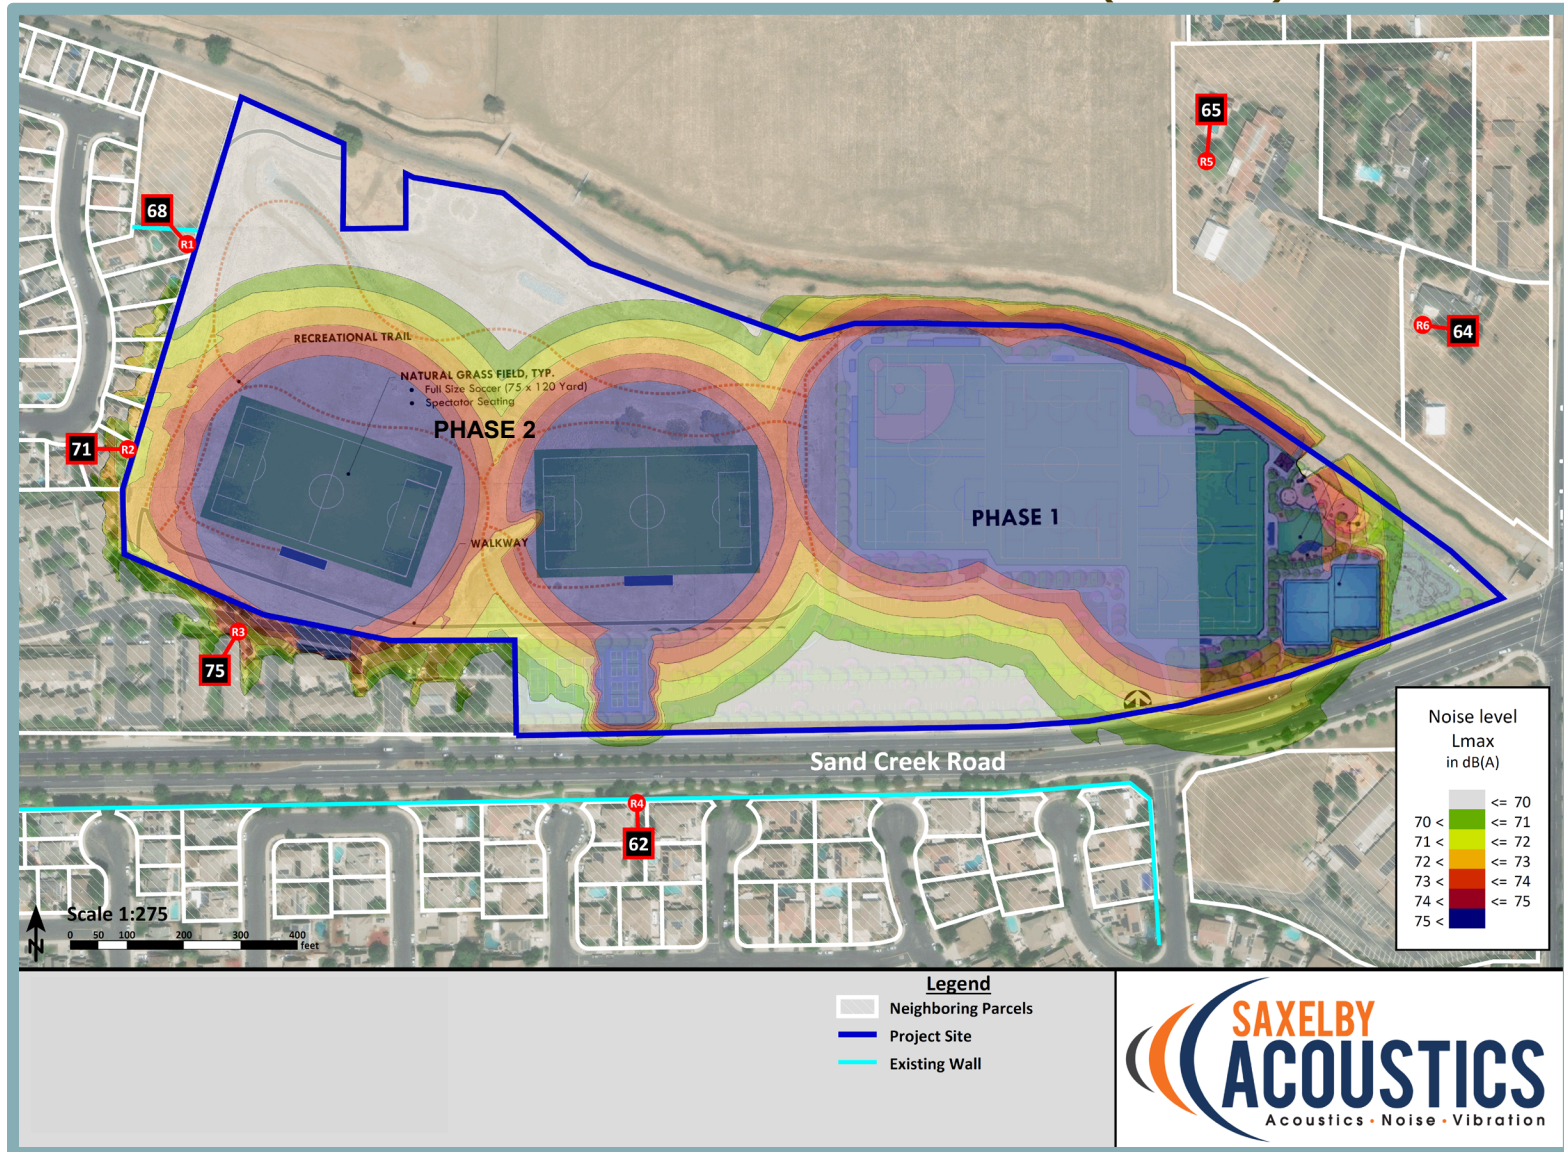 65
R5
68
R1
R6 64
RECREATIONAL TRAIL
NATURAL GRASS FIELD, TYP.
• Full Size Soccer (75 x 120 Yard)
• Spectator Seating
PHASE 2
71 R2
PHASE 1
WALKWAY
R3
75
Sand Creek Road
R4
62
Noise level
Lmax
in dB(A)
<= 70
70 < <= 71
71 < <= 72
72 < <= 73
73 < <= 74
74 < <= 75
75 <
Scale 1:275
0 50 100 200 300 400
feet
N
Legend
Neighboring Parcels
Project Site
Existing Wall
SAXELBY
ACOUSTICS
Acoustics • Noise • Vibration